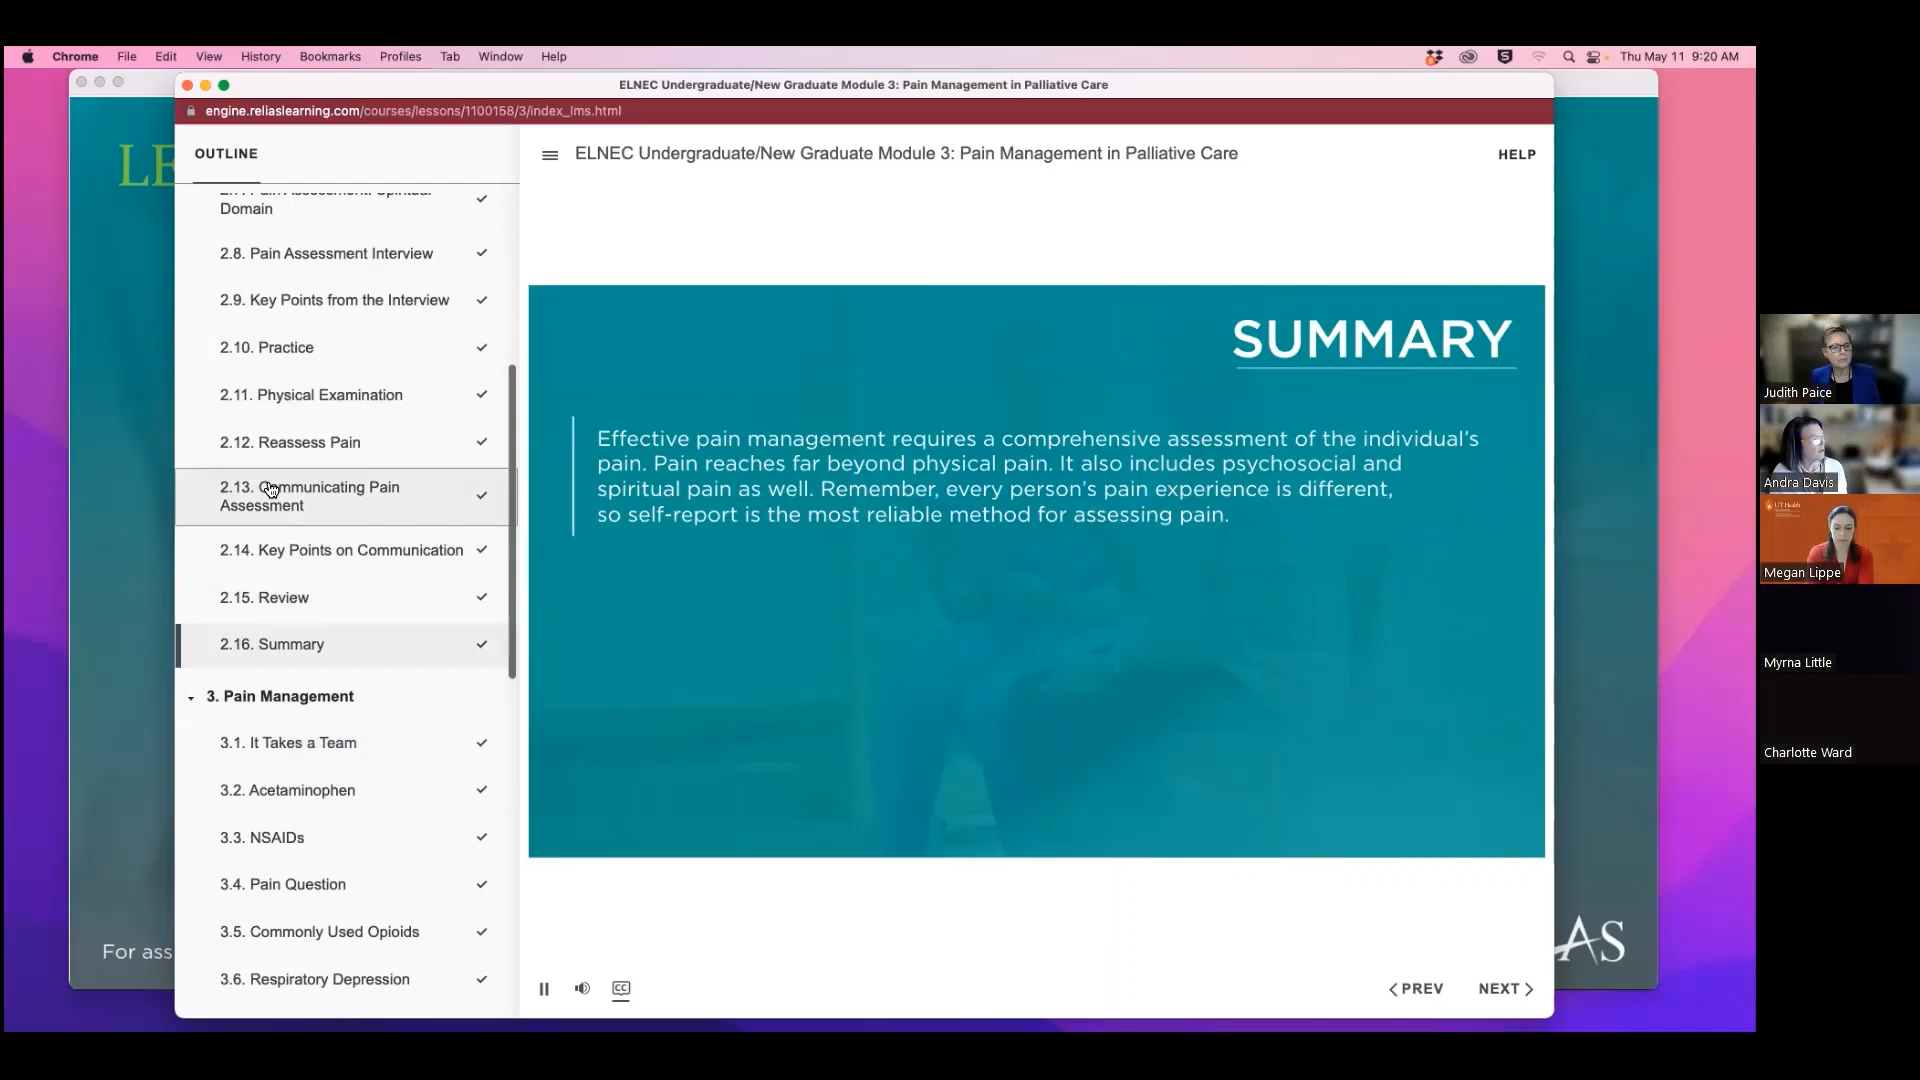 Chrome File Edit View History Bookmarks Profiles Tab Window Help
Thu May 11 9:20 AM
ELNEC Undergraduate/New Graduate Module 3: Pain Management in Palliative Care
engine.reliaslearning.com/courses/lessons/1100158/3/index_lms.html
LE
OUTLINE
Domain
2.8. Pain Assessment Interview
2.9. Key Points from the Interview
2.10. Practice
2.11. Physical Examination
2.12. Reassess Pain
2.13. Communicating Pain
Assessment
2.14. Key Points on Communication
2.15. Review
2.16. Summary
3. Pain Management
3.1. It Takes a Team
3.2. Acetaminophen
3.3. NSAIDs
3.4. Pain Question
3.5. Commonly Used Opioids
3.6. Respiratory Depression
For ass
ELNEC Undergraduate/New Graduate Module 3: Pain Management in Palliative Care
HELP
SUMMARY
Effective pain management requires a comprehensive assessment of the individual's
pain. Pain reaches far beyond physical pain. It also includes psychosocial and
spiritual pain as well. Remember, every person's pain experience is different,
so self-report is the most reliable method for assessing pain.
CC
PREV
NEXT
AS
Judith Paice
Andra Davis
UT Health
Megan Lippe
Myrna Little
Charlotte Ward